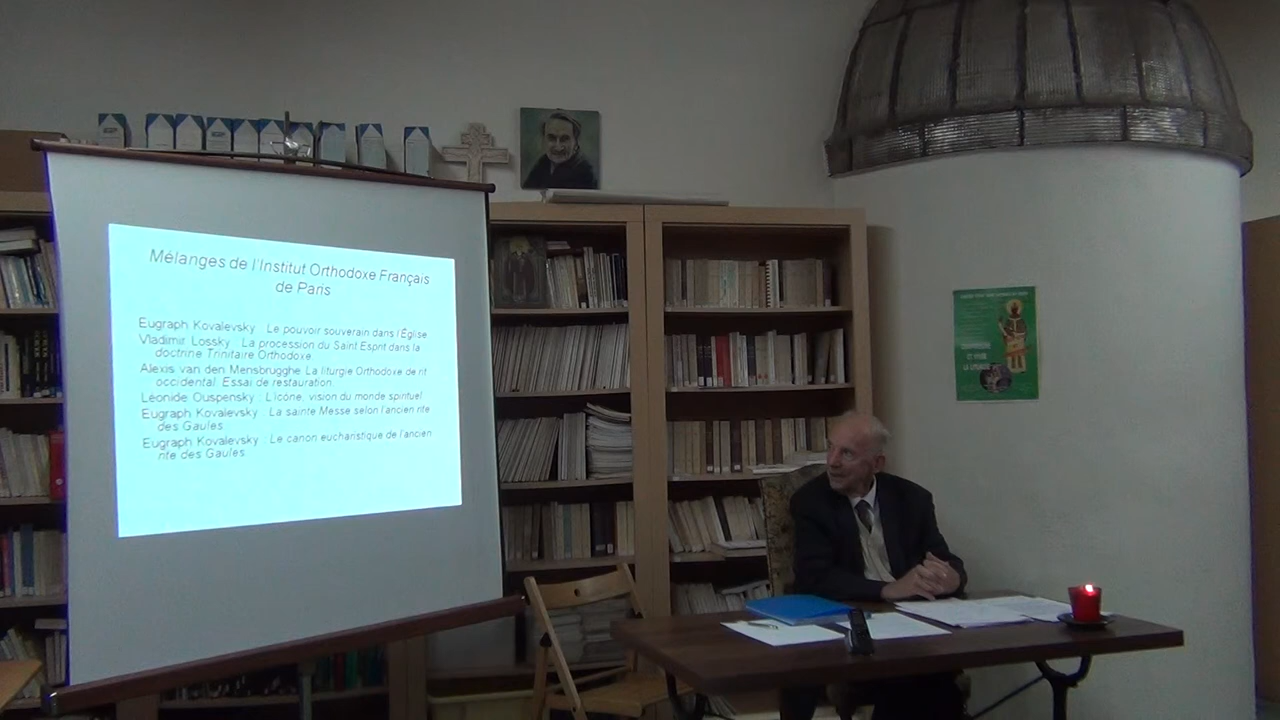 Mélanges de l'Institut Orthodoxe Français
de Paris
Eugraph Kovalevsky : Le pouvoir souverain dans l'Église
Vladimir Lossky : La procession du Saint Esprit dans la
doctrine Trinitaire Orthodoxe.
Alexis van den Mensbrugghe La liturgie Orthodoxe de rit
occidental. Essai de restauration.
Léonide Ouspensky : L'icône, vision du monde spirituel
Eugraph Kovalevsky : La sainte Messe selon l'ancien rite
des Gaules
Eugraph Kovalevsky : Le canon eucharistique de l'ancien
rite des Gaules.